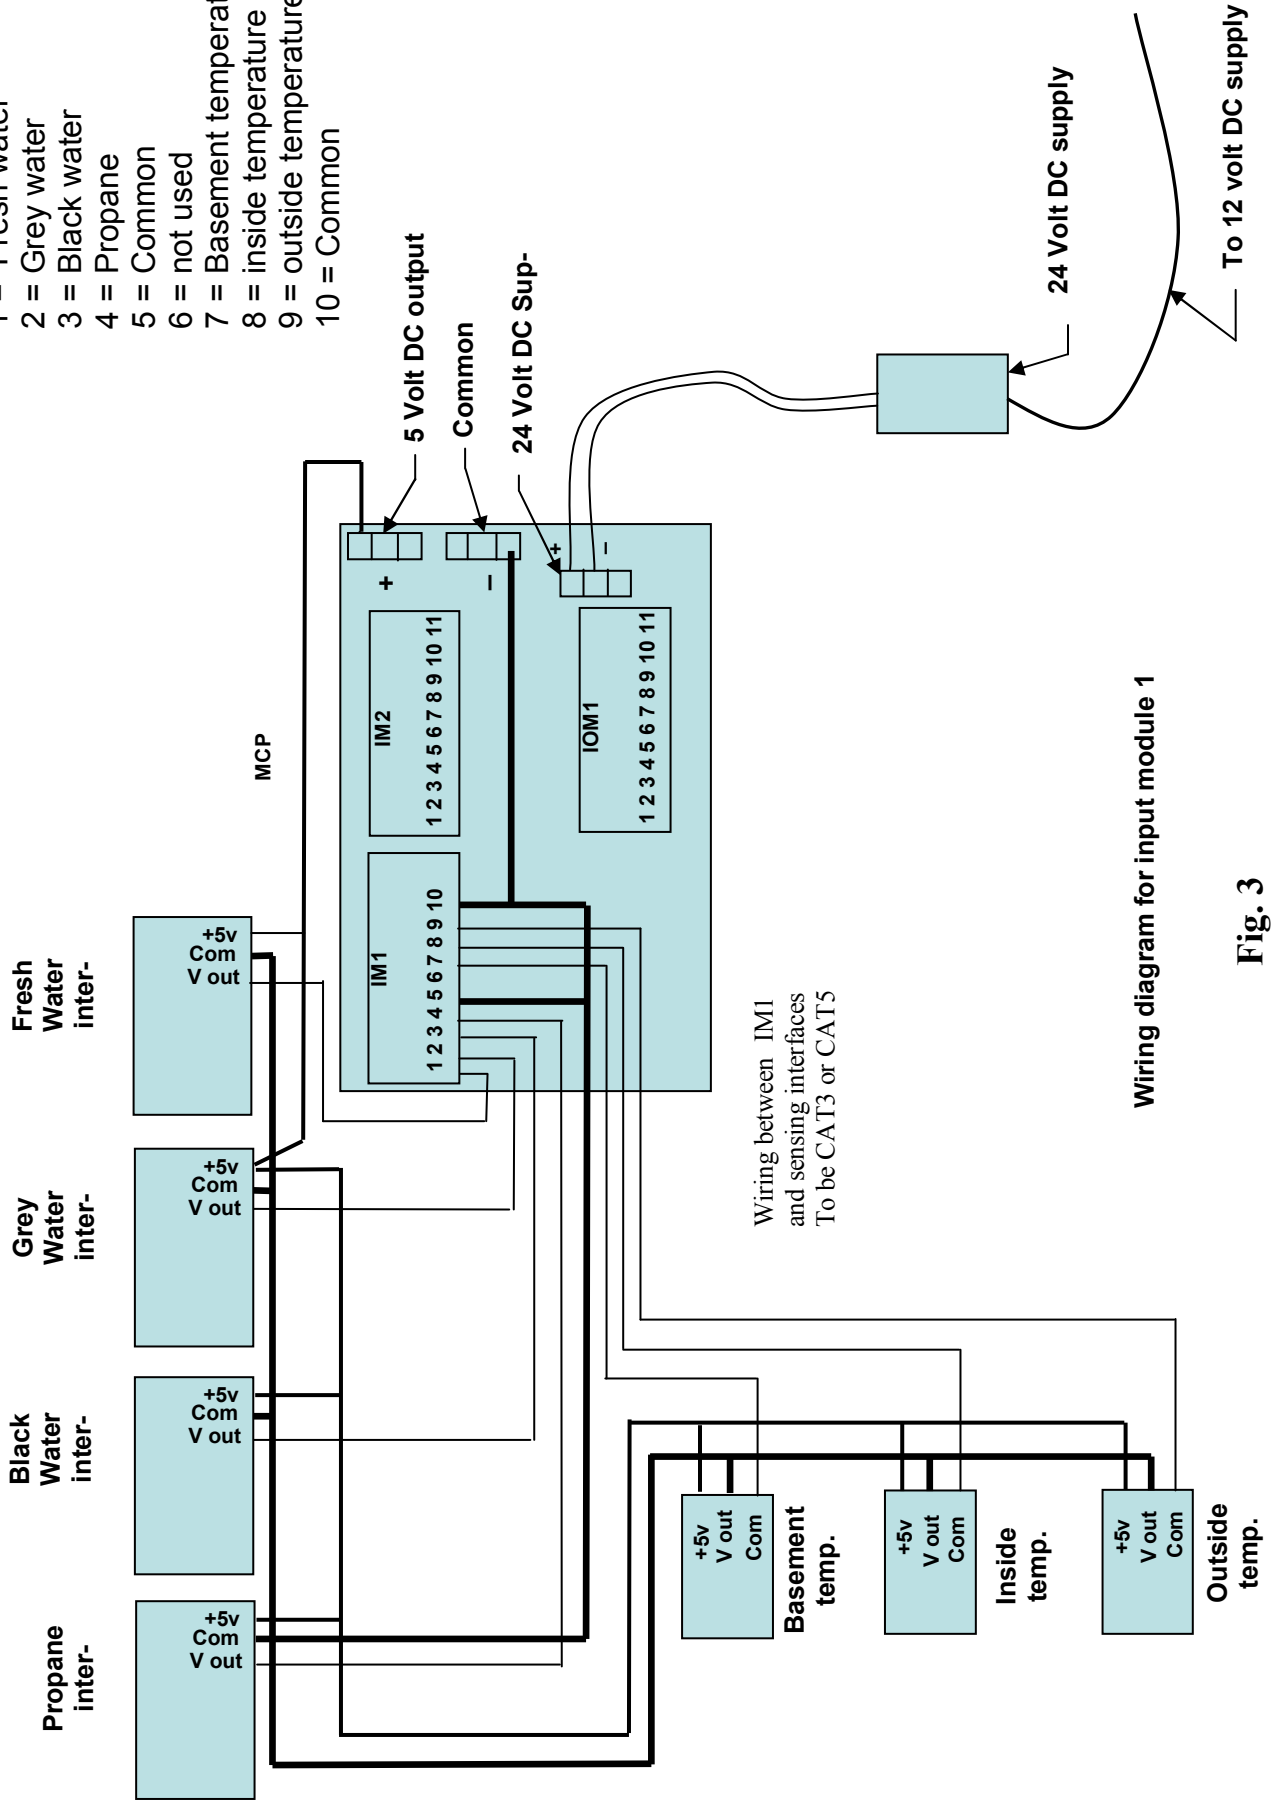 2 = Grey water
3 = Black water
4 = Propane
5 = Common
6 = not used
7 = Basement
8 = inside temperature
9 = outside temperature
10 = Common
Propane
inter-
Black
Water
inter-
Grey
Water
inter-
Fresh
Water
inter-
+5v
Com
V out
+5v
Com
V out
+5v
Com
V out
+5v
Com
V out
MCP
IM1
1 2 3 4 5 6 7 8 9 10
IM2
1 2 3 4 5 6 7 8 9 10 11
IOM1
1 2 3 4 5 6 7 8 9 10 11
+
–
+
–
5 Volt DC output
Common
24 Volt DC Sup-
24 Volt DC supply
To 12 volt DC supply
Wiring between IM1
and sensing interfaces
To be CAT3 or CAT5
+5v
V out
Com
Basement
temp.
+5v
V out
Com
Inside
temp.
+5v
V out
Com
Outside
temp.
Wiring diagram for input module 1
Fig. 3